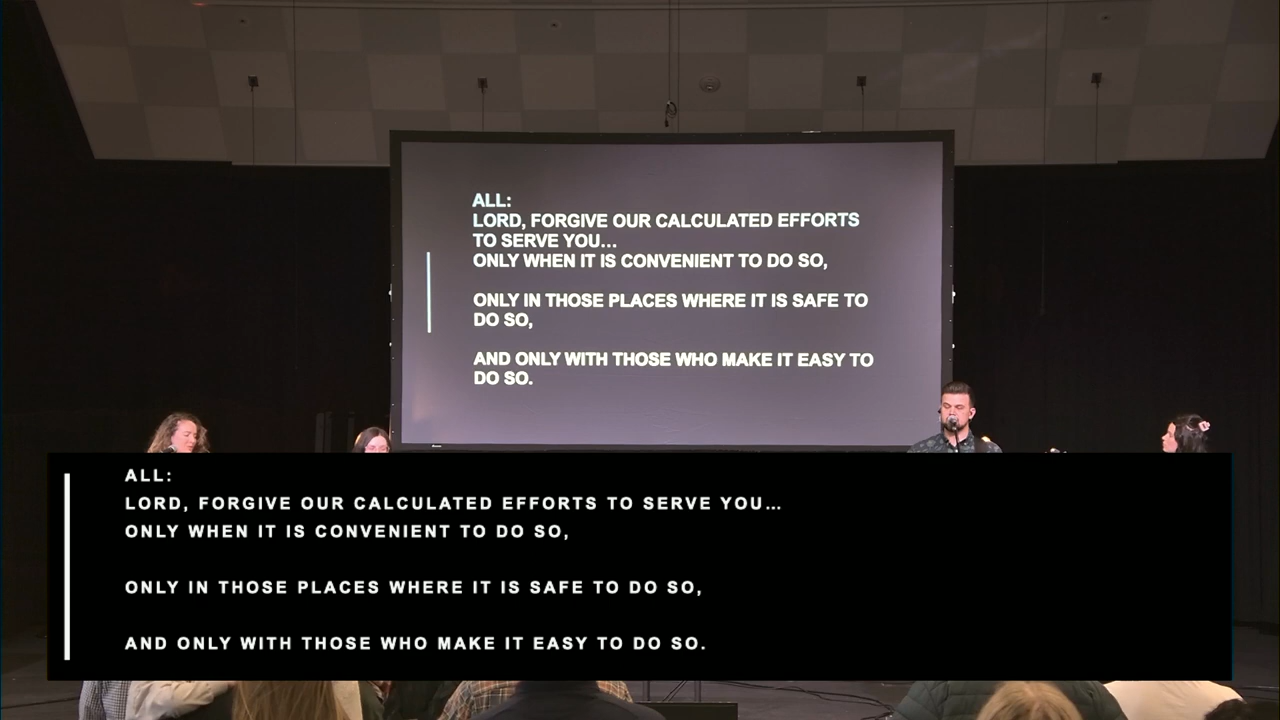 ALL:
LORD, FORGIVE OUR CALCULATED EFFORTS
TO SERVE YOU...
ONLY WHEN IT IS CONVENIENT TO DO SO,
ONLY IN THOSE PLACES WHERE IT IS SAFE TO
DO SO,
AND ONLY WITH THOSE WHO MAKE IT EASY TO
DO SO.
ALL:
LORD, FORGIVE OUR CALCULATED EFFORTS TO SERVE YOU...
ONLY WHEN IT IS CONVENIENT TO DO SO,
ONLY IN THOSE PLACES WHERE IT IS SAFE TO DO SO,
AND ONLY WITH THOSE WHO MAKE IT EASY TO DO SO.